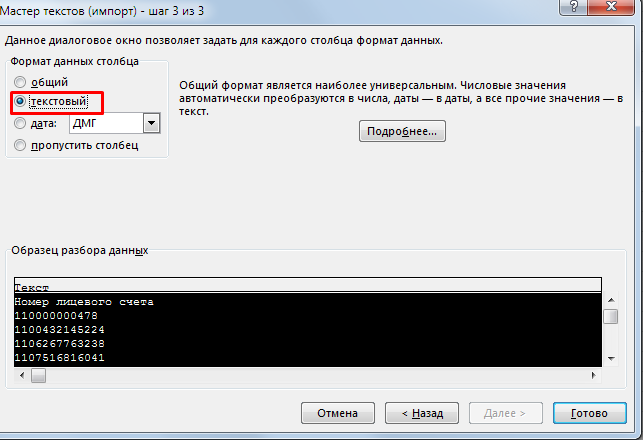 Мастер текстов (импорт) - шаг 3 из 3
Данное диалоговое окно позволяет задать для каждого столбца формат данных.
Формат данных столбца
общий
текстовый
дата:
ДМГ
пропустить столбец
Общий формат является наиболее универсальным. Числовые значения
автоматически преобразуются в числа, даты — в даты, а все прочие значения — в
текст.
Подробнее...
Образец разбора данных
Текст
Номер лицевого счета
110000000478
1100432145224
1106267763238
1107516816041
Отмена
< Назад
Далее >
Готово